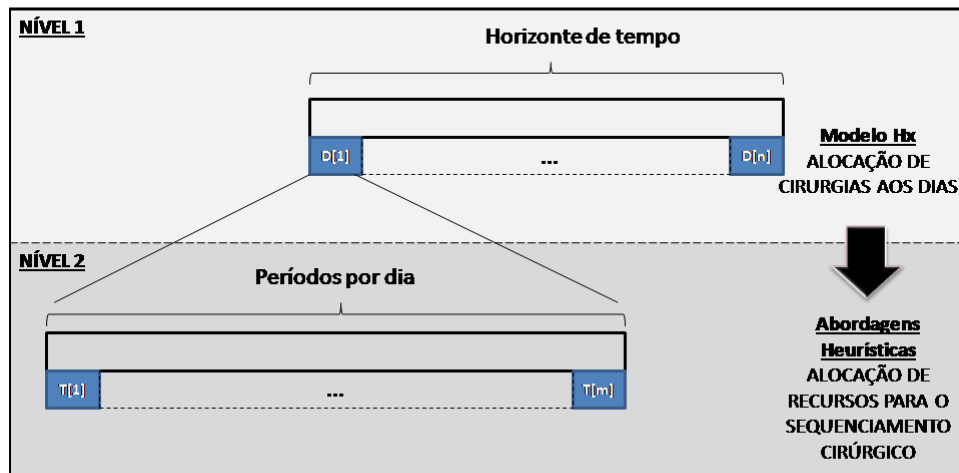 NÍVEL 1
Horizonte de tempo
D[1]
...
D[n]
Modelo Hx
ALOCAÇÃO DE
CIRURGIAS AOS DIAS
NÍVEL 2
Períodos por dia
T[1]
...
T[m]
Abordagens
Heurísticas
ALOCAÇÃO DE
RECURSOS PARA O
SEQUENCIAMENTO
CIRÚRGICO